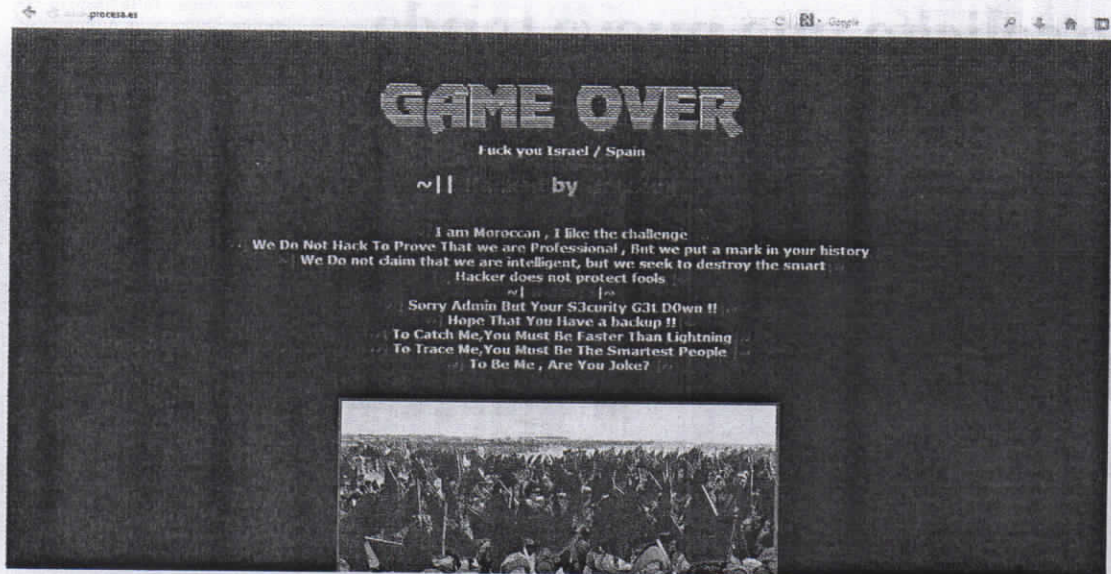 procesa.es
Google
GAME OVER
Fuck you Israel / Spain
~|| by
I am Moroccan , I like the challenge
We Do Not Hack To Prove That we are Professional , But we put a mark in your history
We Do not claim that we are intelligent, but we seek to destroy the smart
Hacker does not protect fools
~| |~
Sorry Admin But Your S3curity G3t D0wn !!
Hope That You Have a backup !!
To Catch Me,You Must Be Faster Than Lightning
To Trace Me,You Must Be The Smartest People
To Be Me , Are You Joke?